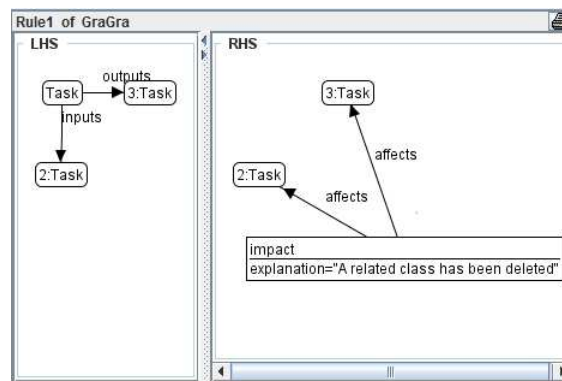 Rule1 of GraGra
LHS
outputs
Task
3:Task
inputs
2:Task
RHS
3:Task
affects
2:Task
affects
impact
explanation="A related class has been deleted"